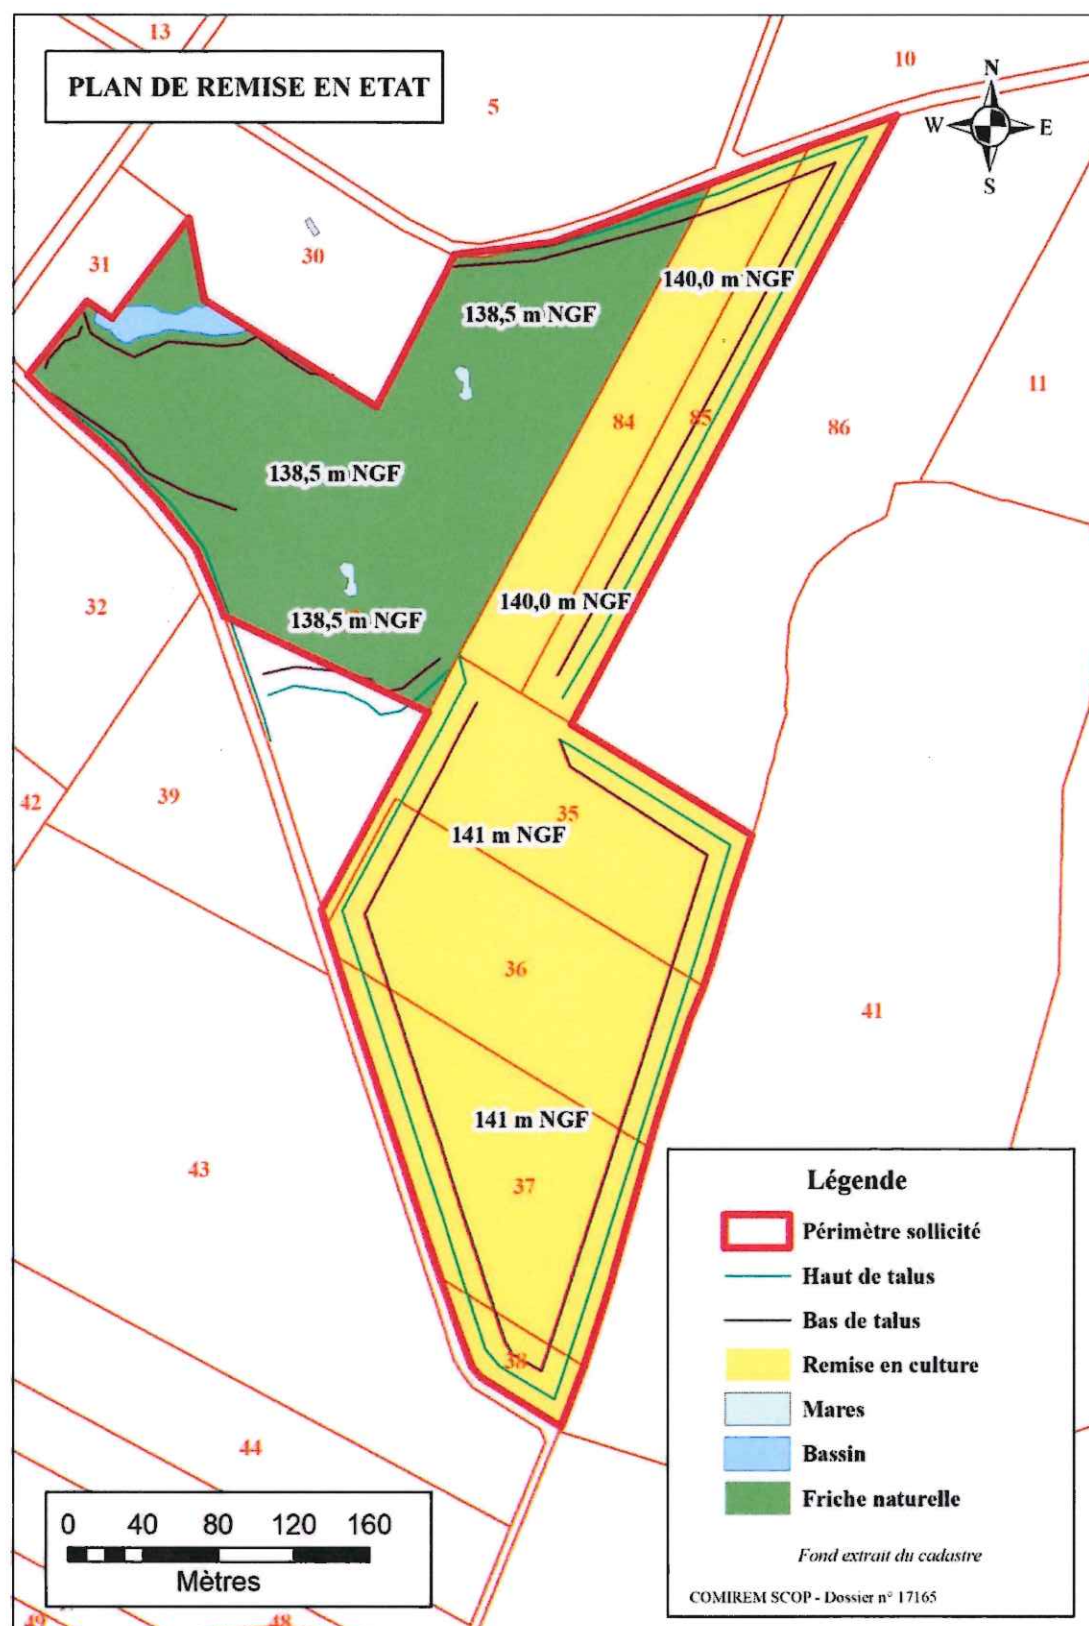 13
10
PLAN DE REMISE EN ETAT
5
N
W
E
S
31
30
140,0 m NGF
138,5 m NGF
11
84
85
86
138,5 m NGF
32
140,0 m NGF
138,5 m NGF
42
39
35
141 m NGF
36
41
141 m NGF
43
37
38
44
49
48
Légende
Périmètre sollicité
Haut de talus
Bas de talus
Remise en culture
Mares
Bassin
Friche naturelle
Fond extrait du cadastre
COMIREM SCOP - Dossier n° 17165
0 40 80 120 160
Mètres